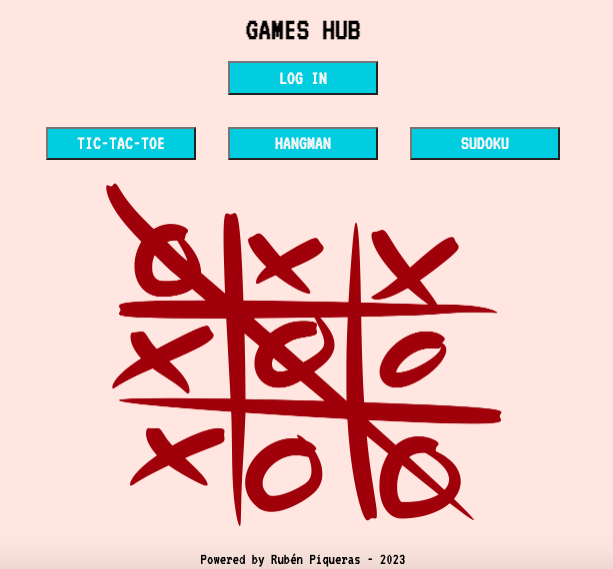 GAMES HUB
LOG IN
TIC-TAC-TOE HANGMAN SUDOKU
O X X
X O O
X O O
Powered by Rubén Piqueras - 2023